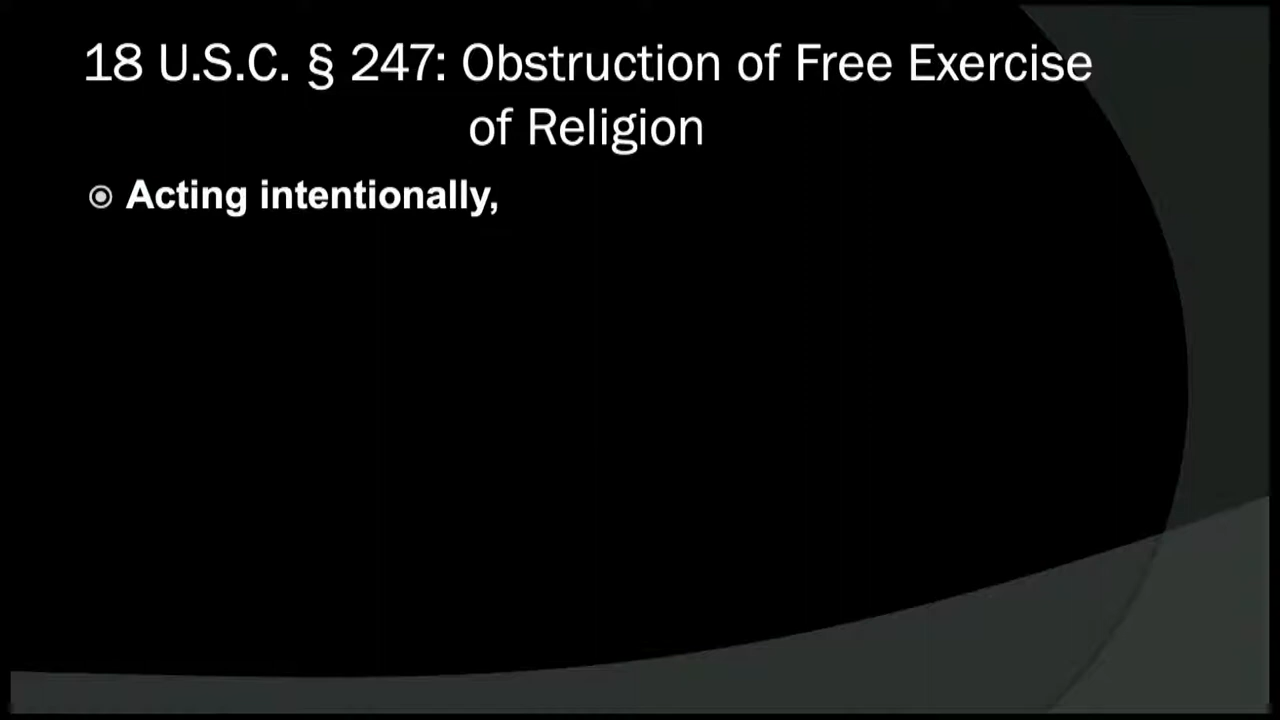 18 U.S.C. § 247: Obstruction of Free Exercise
of Religion
Acting intentionally,